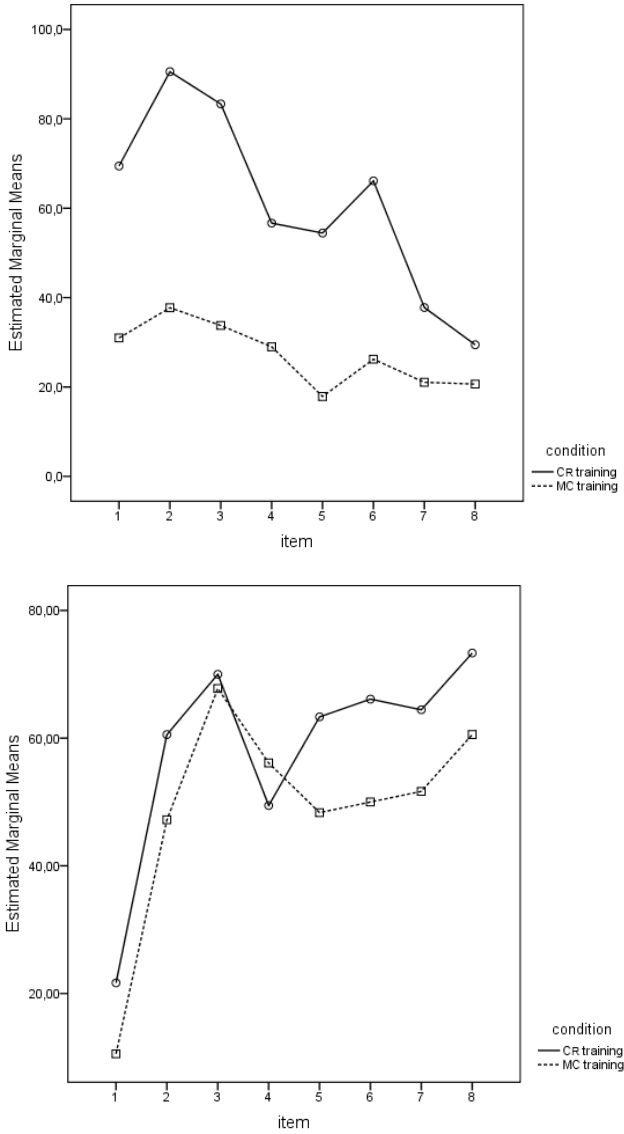 100,0
80,0
60,0
40,0
20,0
0,0
Estimated Marginal Means
1 2 3 4 5 6 7 8
item
condition
CR training
MC training
80,00
60,00
40,00
20,00
Estimated Marginal Means
1 2 3 4 5 6 7 8
item
condition
CR training
MC training